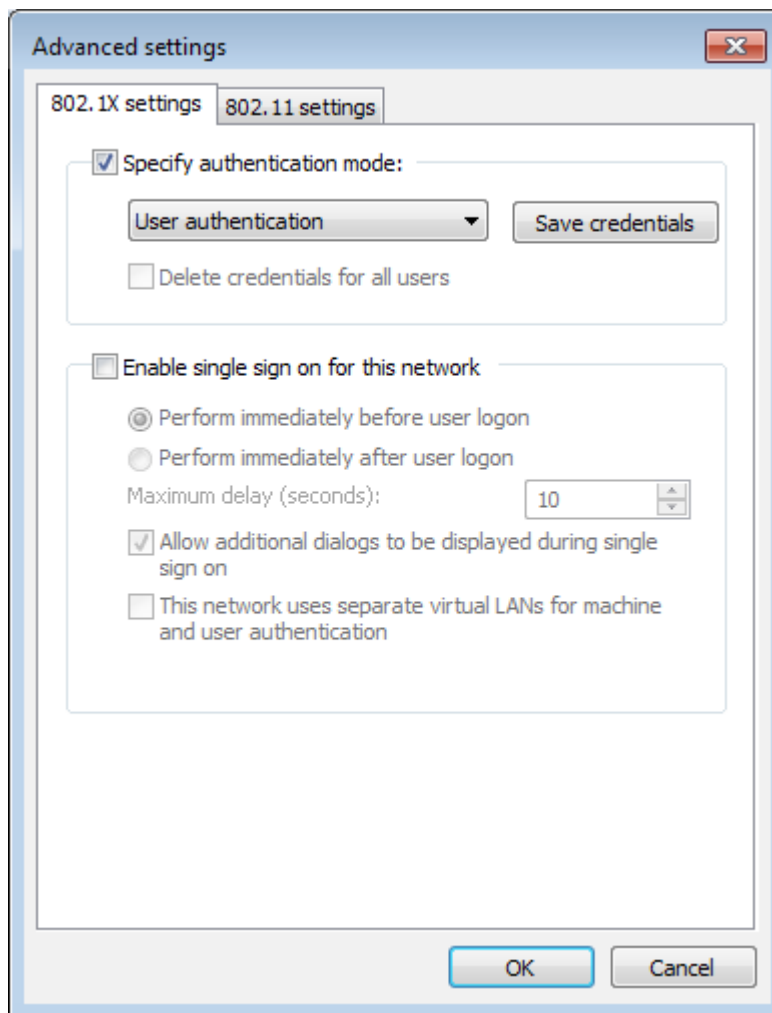 Advanced settings
802.1X settings
802.11 settings
Specify authentication mode:
User authentication
Save credentials
Delete credentials for all users
Enable single sign on for this network
Perform immediately before user logon
Perform immediately after user logon
Maximum delay (seconds):
10
Allow additional dialogs to be displayed during single
sign on
This network uses separate virtual LANs for machine
and user authentication
OK
Cancel